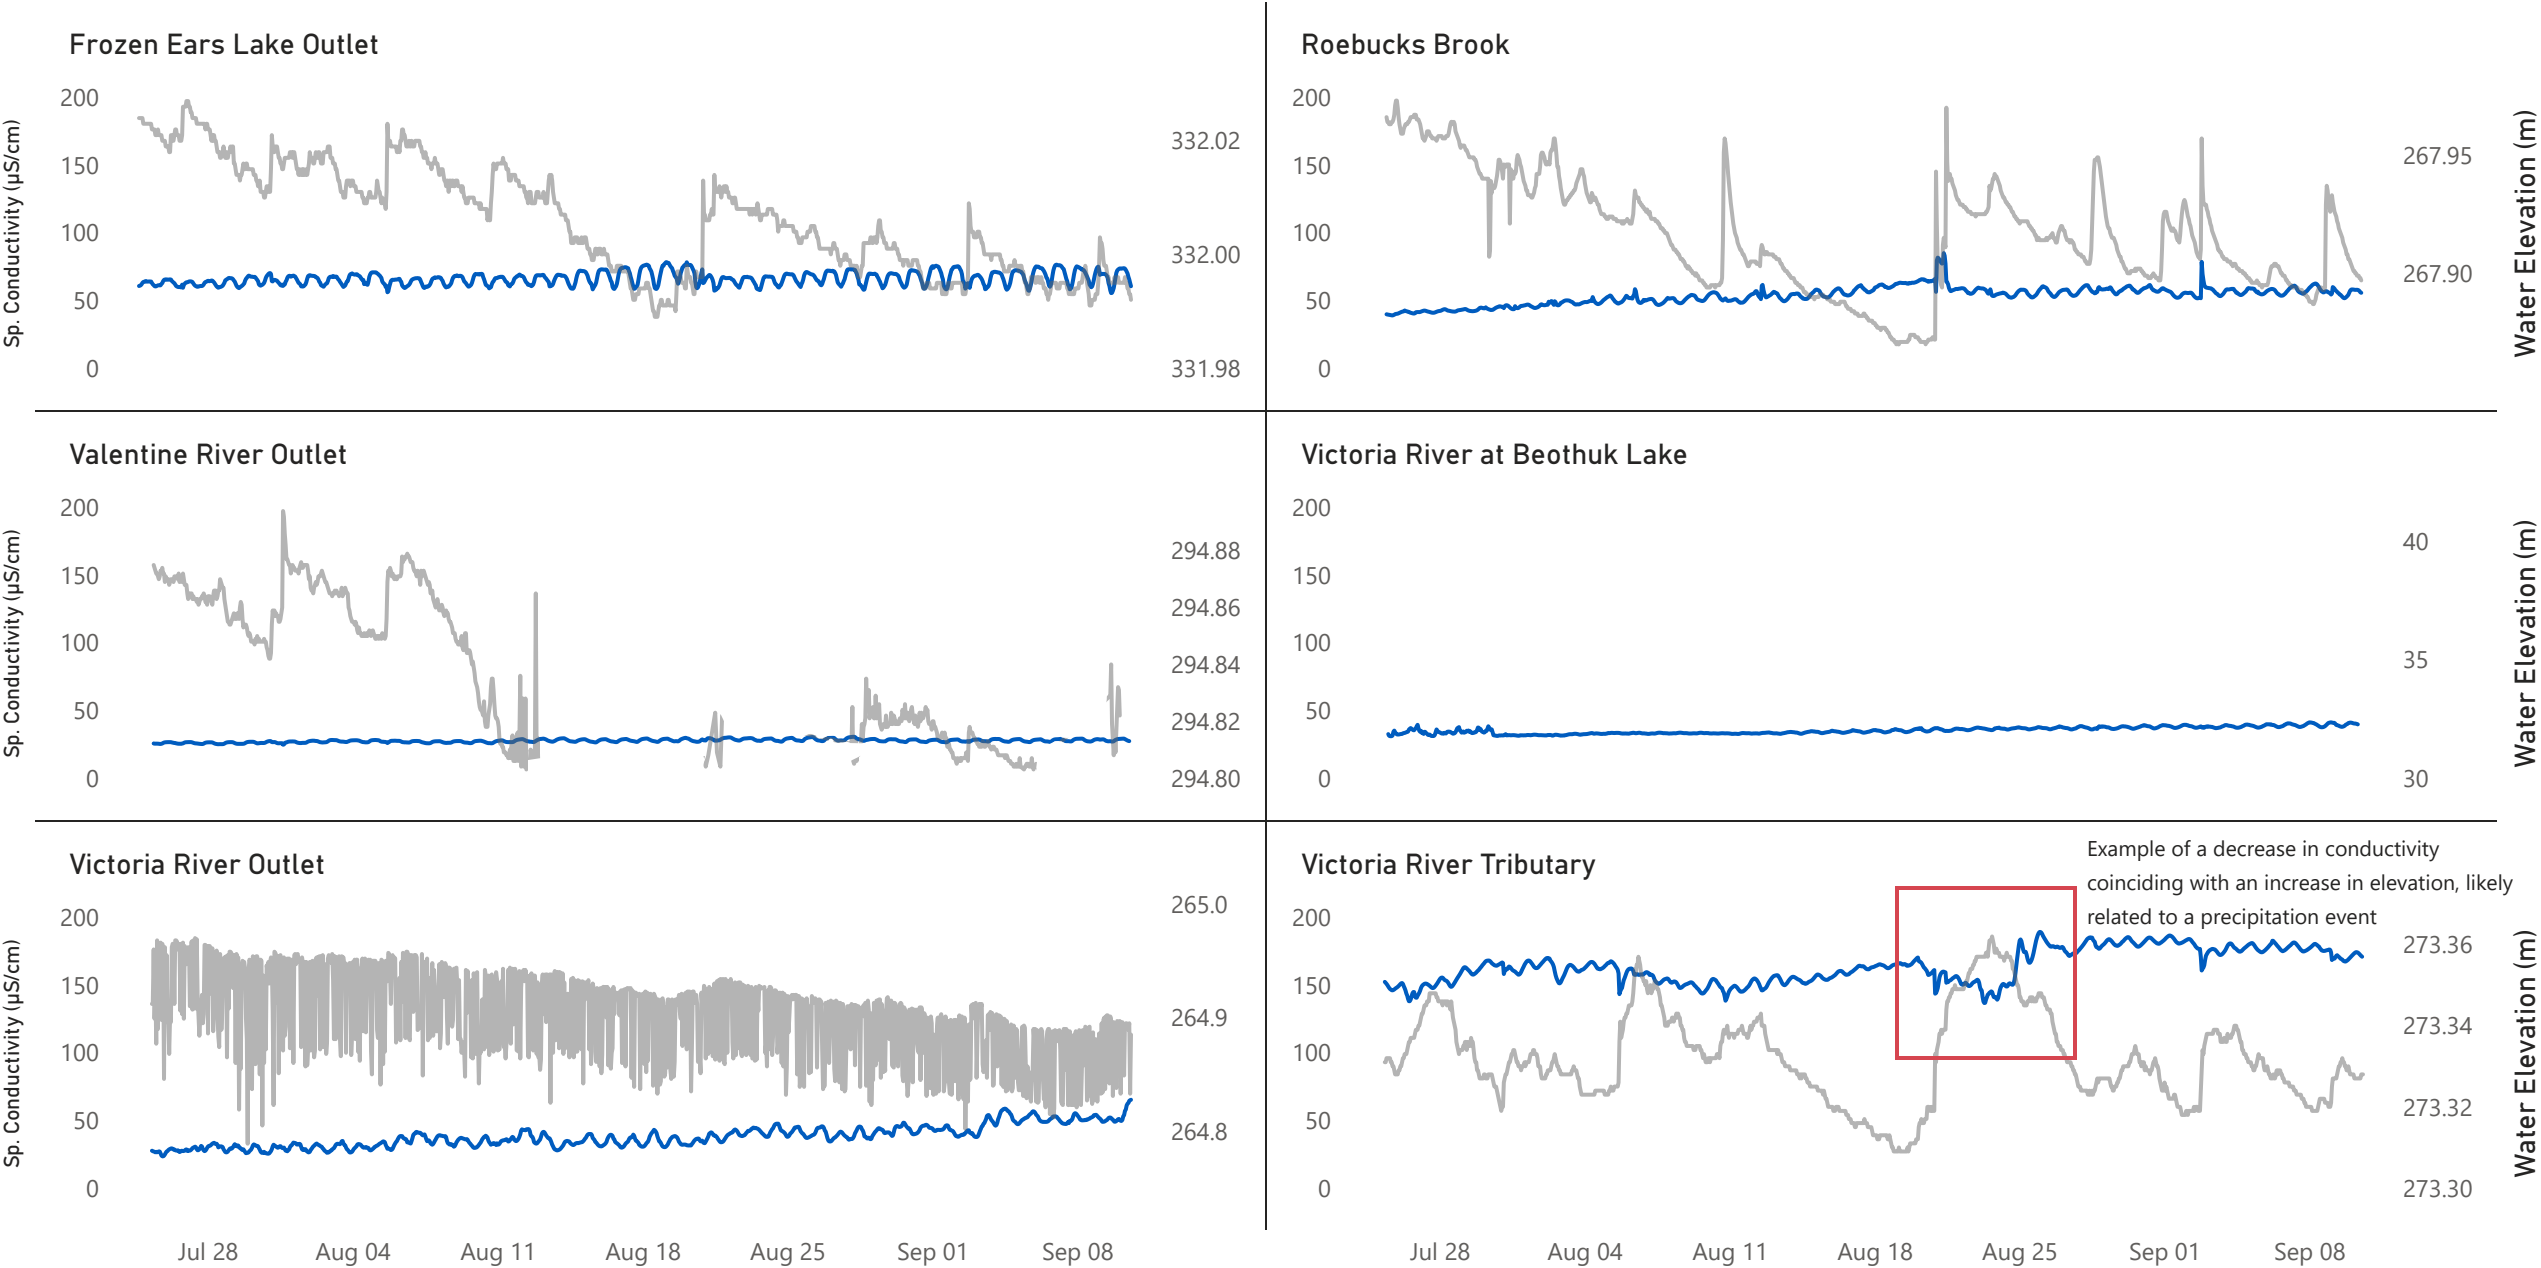 Frozen Ears Lake Outlet
Sp. Conductivity (µS/cm)
200
150
100
50
0
332.02
332.00
331.98
Roebucks Brook
200
150
100
50
0
267.95
267.90
Water Elevation (m)
Valentine River Outlet
Sp. Conductivity (µS/cm)
200
150
100
50
0
294.88
294.86
294.84
294.82
294.80
Victoria River at Beothuk Lake
200
150
100
50
0
40
35
30
Water Elevation (m)
Victoria River Outlet
Sp. Conductivity (µS/cm)
200
150
100
50
0
265.0
264.9
264.8
Victoria River Tributary
Example of a decrease in conductivity
coinciding with an increase in elevation, likely
related to a precipitation event
200
150
100
50
0
273.36
273.34
273.32
273.30
Water Elevation (m)
Jul 28 Aug 04 Aug 11 Aug 18 Aug 25 Sep 01 Sep 08
Jul 28 Aug 04 Aug 11 Aug 18 Aug 25 Sep 01 Sep 08